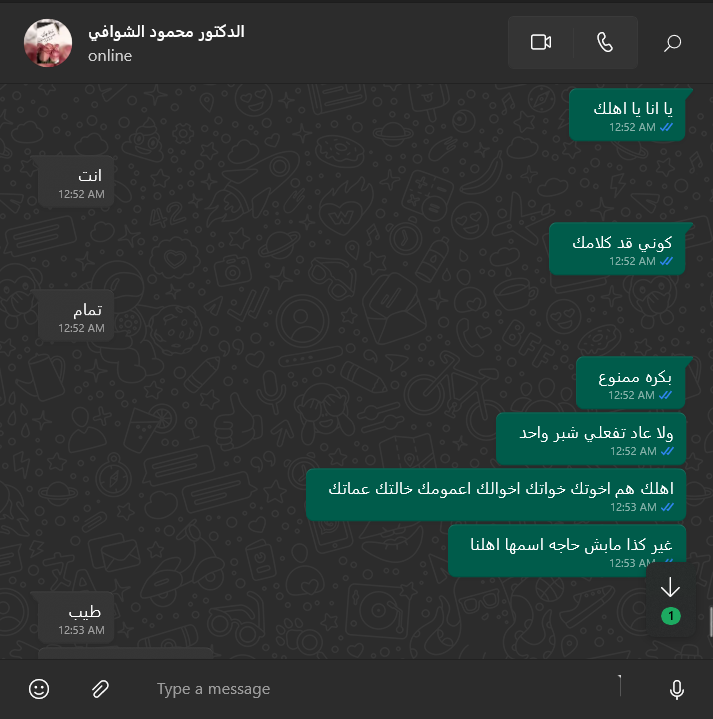 الدكتور محمود الشوافي
online
يا انا يا اهلك
12:52 AM
انت
12:52 AM
كوني قد كلامك
12:52 AM
تمام
12:52 AM
بكره ممنوع
12:52 AM
ولا عاد تفعلي شبر واحد
12:52 AM
اهلك هم اخوتك خواتك اخوالك اعمومك خالتك عماتك
12:53 AM
غير كذا مابش حاجه اسمها اهلنا
12:53 AM
1
طيب
12:53 AM
Type a message